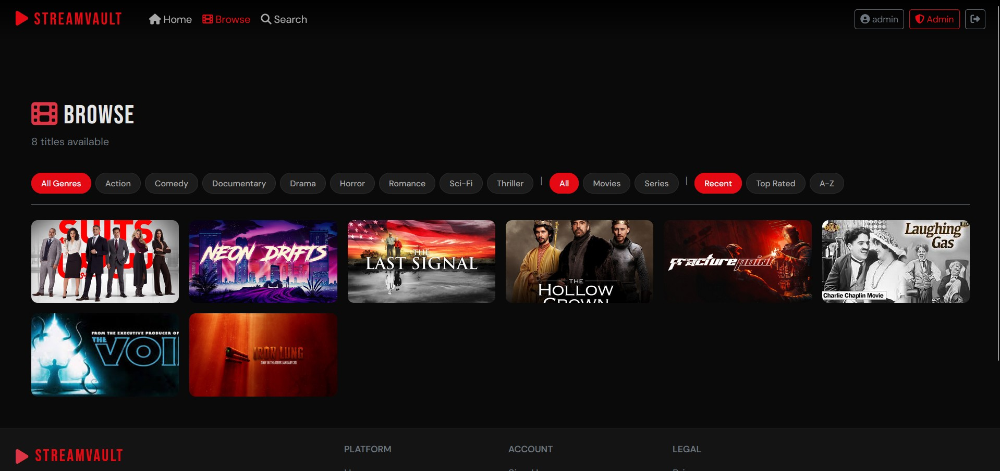 STREAMVAULT Home Browse Search admin Admin
BROWSE
8 titles available
All Genres Action Comedy Documentary Drama Horror Romance Sci-Fi Thriller | All Movies Series | Recent Top Rated A-Z
SUITS
NEON DRIFTS
THE
LAST SIGNAL
THE
HOLLOW
CROWN
fracturepoint
GOLD
HD
Laughing
Gas
Charlie Chaplin Movie
FROM THE EXECUTIVE PRODUCER OF
THE
VOI
IRON LUNG
ONLY IN THEATERS JANUARY 30
STREAMVAULT
PLATFORM
ACCOUNT
LEGAL